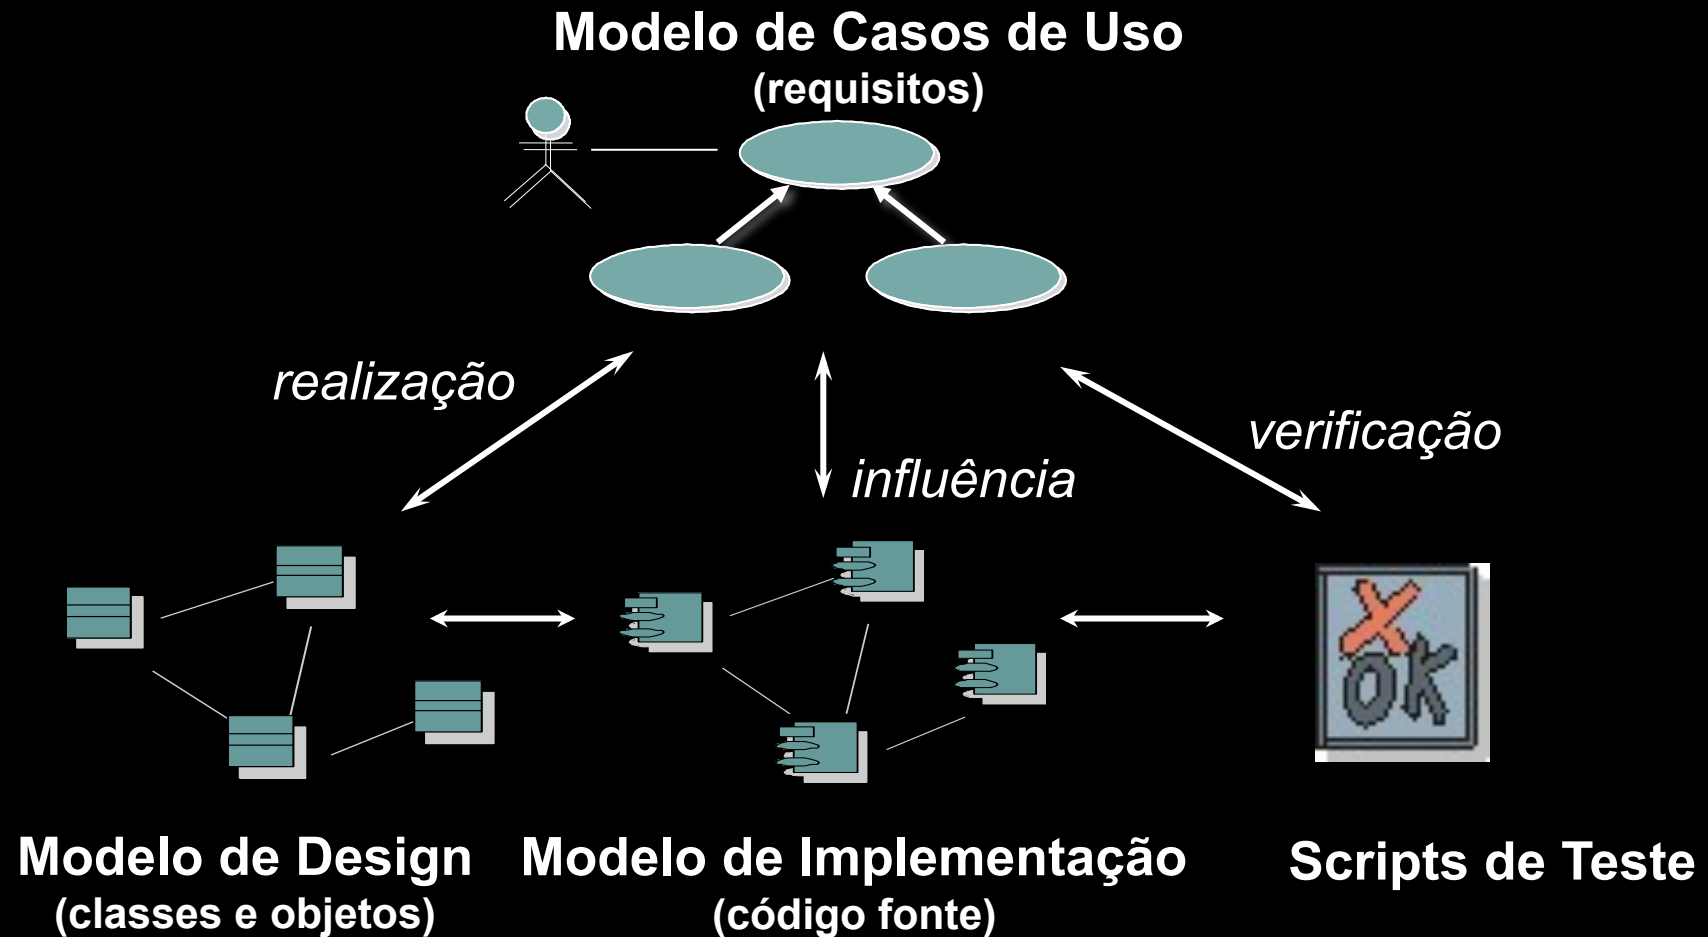 Modelo de Casos de Uso
(requisitos)
realização
influência
verificação
X
OK
Modelo de Design
(classes e objetos)
Modelo de Implementação
(código fonte)
Scripts de Teste